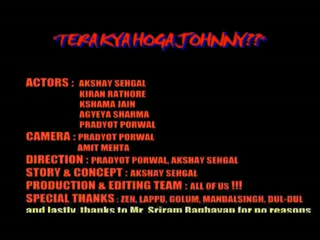 "TERA KYA HOGA JOHNNY??"
ACTORS : AKSHAY SEHGAL
KIRAN RATHORE
KSHAMA JAIN
AGYEYA SHARMA
PRADYOT PORWAL
CAMERA : PRADYOT PORWAL
AMIT MEHTA
DIRECTION : PRADYOT PORWAL, AKSHAY SEHGAL
STORY & CONCEPT : AKSHAY SEHGAL
PRODUCTION & EDITING TEAM : ALL OF US !!!
SPECIAL THANKS : ZEN, LAPPU, GOLUM, MANDALSINGH, DUL-DUL
and lastly, thanks to Mr. Sriram Raghavan for no reasons